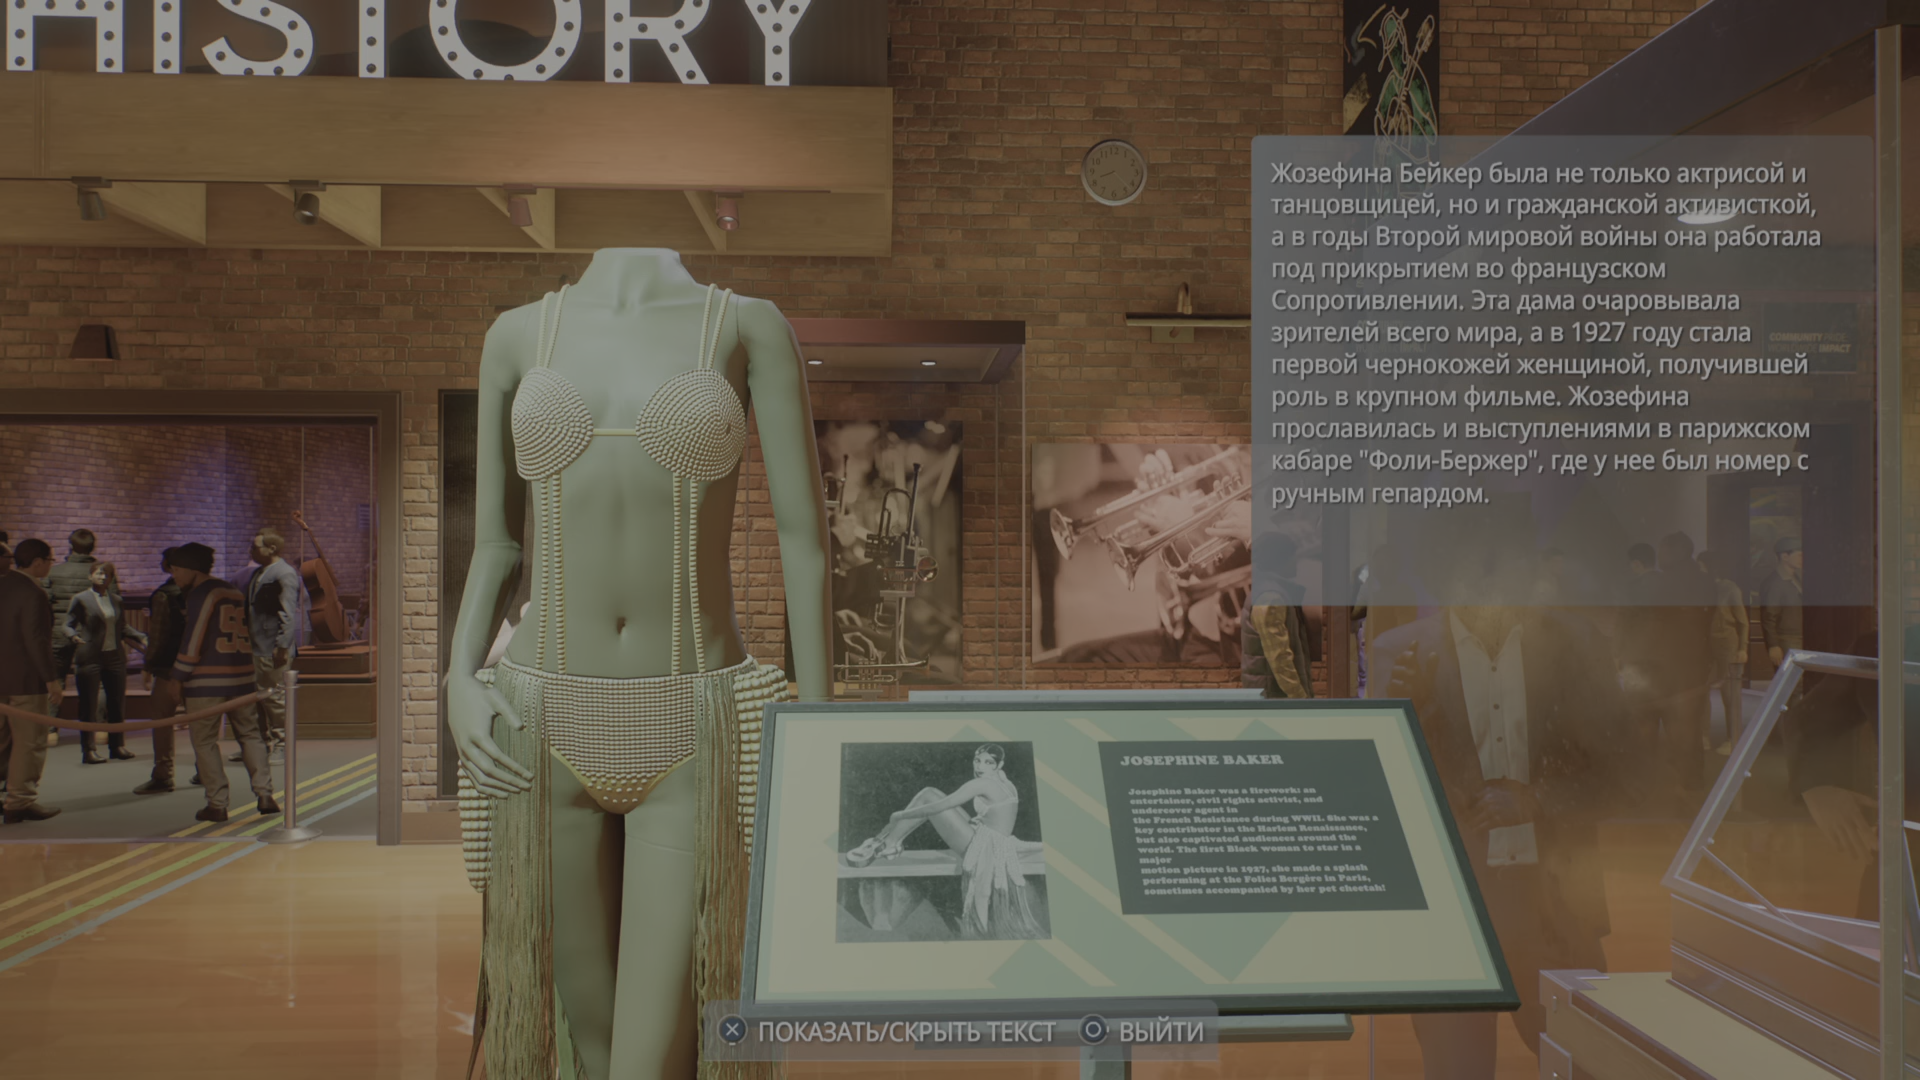 HISTORY
Жозефина Бейкер была не только актрисой и
танцовщицей, но и гражданской активисткой,
а в годы Второй мировой войны она работала
под прикрытием во французском
Сопротивлении. Эта дама очаровывала
зрителей всего мира, а в 1927 году стала
первой чернокожей женщиной, получившей
роль в крупном фильме. Жозефина
прославилась и выступлениями в парижском
кабаре "Фоли-Бержер", где у нее был номер с
ручным гепардом.
COMMUNITY
IMPACT
55
JOSEPHINE BAKER
Josephine Baker was a firework: an
entertainer, civil rights activist, and
undercover agent in
the French Resistance during WWII. She was a
key contributor in the Harlem Renaissance,
but also captivated audiences around the
world. The first Black woman to star in a
major
motion picture in 1927, she made a splash
performing at the Folies Bergère in Paris,
sometimes accompanied by her pet cheetah!
ПОКАЗАТЬ/СКРЫТЬ ТЕКСТ ВЫЙТИ